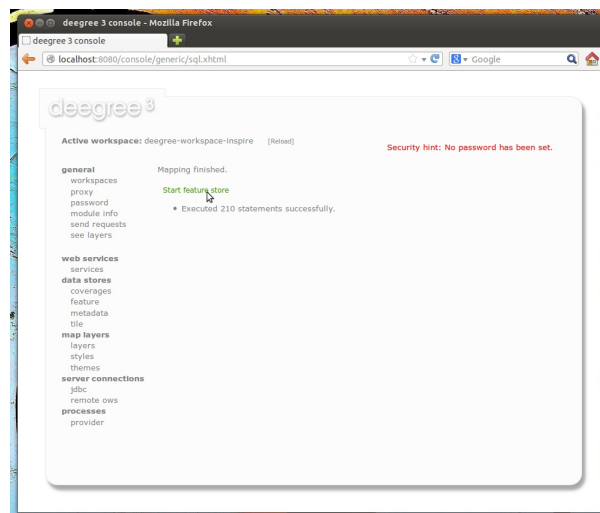 deegree 3 console - Mozilla Firefox
deegree 3 console
localhost:8080/console/generic/sql.xhtml
Google
deegree 3
Active workspace: deegree-workspace-inspire [Reload]
Security hint: No password has been set.
general
workspaces
proxy
password
module info
send requests
see layers
web services
services
data stores
coverages
feature
metadata
tile
map layers
layers
styles
themes
server connections
jdbc
remote ows
processes
provider
Mapping finished.
Start feature store
Executed 210 statements successfully.